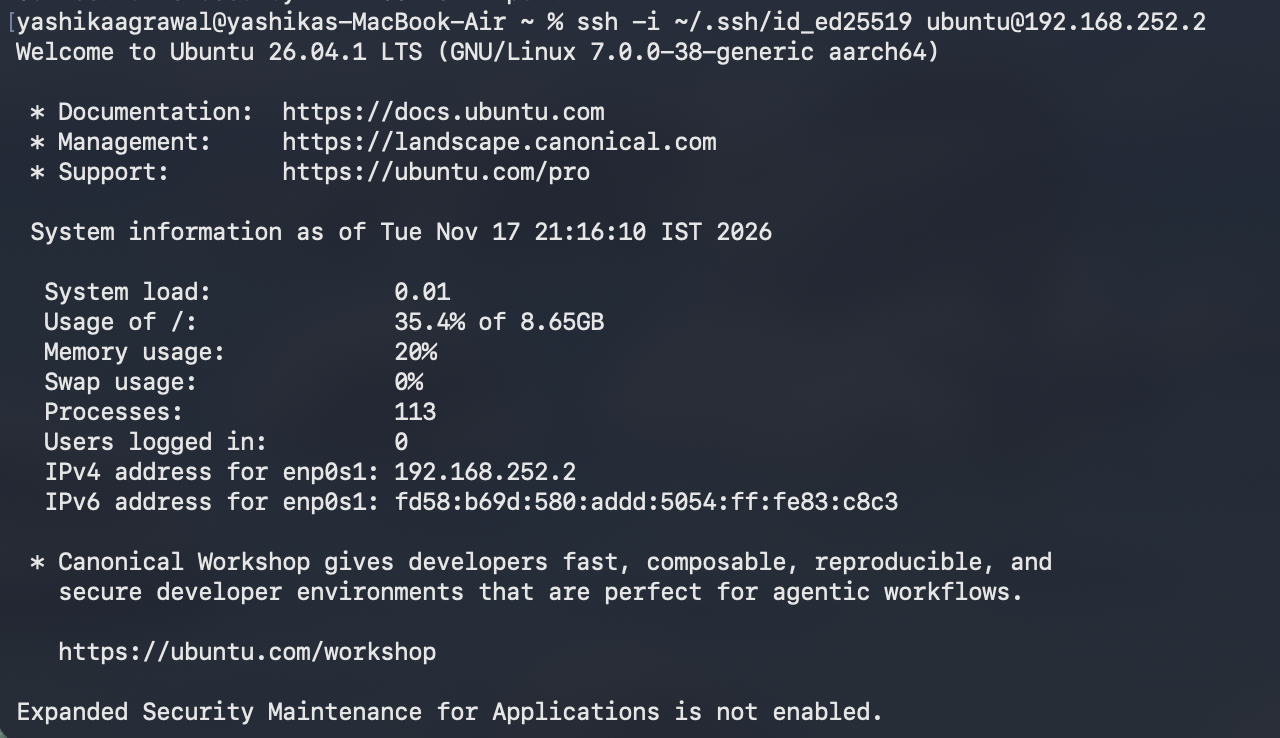 [yashikaagrawal@yashikas-MacBook-Air ~ % ssh -i ~/.ssh/id_ed25519 ubuntu@192.168.252.2
Welcome to Ubuntu 26.04.1 LTS (GNU/Linux 7.0.0-38-generic aarch64)
* Documentation:  https://docs.ubuntu.com
* Management:     https://landscape.canonical.com
* Support:        https://ubuntu.com/pro
System information as of Tue Nov 17 21:16:10 IST 2026
System load:             0.01
Usage of /:              35.4% of 8.65GB
Memory usage:            20%
Swap usage:              0%
Processes:               113
Users logged in:         0
IPv4 address for enp0s1: 192.168.252.2
IPv6 address for enp0s1: fd58:b69d:580:addd:5054:ff:fe83:c8c3
* Canonical Workshop gives developers fast, composable, reproducible, and
secure developer environments that are perfect for agentic workflows.
https://ubuntu.com/workshop
Expanded Security Maintenance for Applications is not enabled.